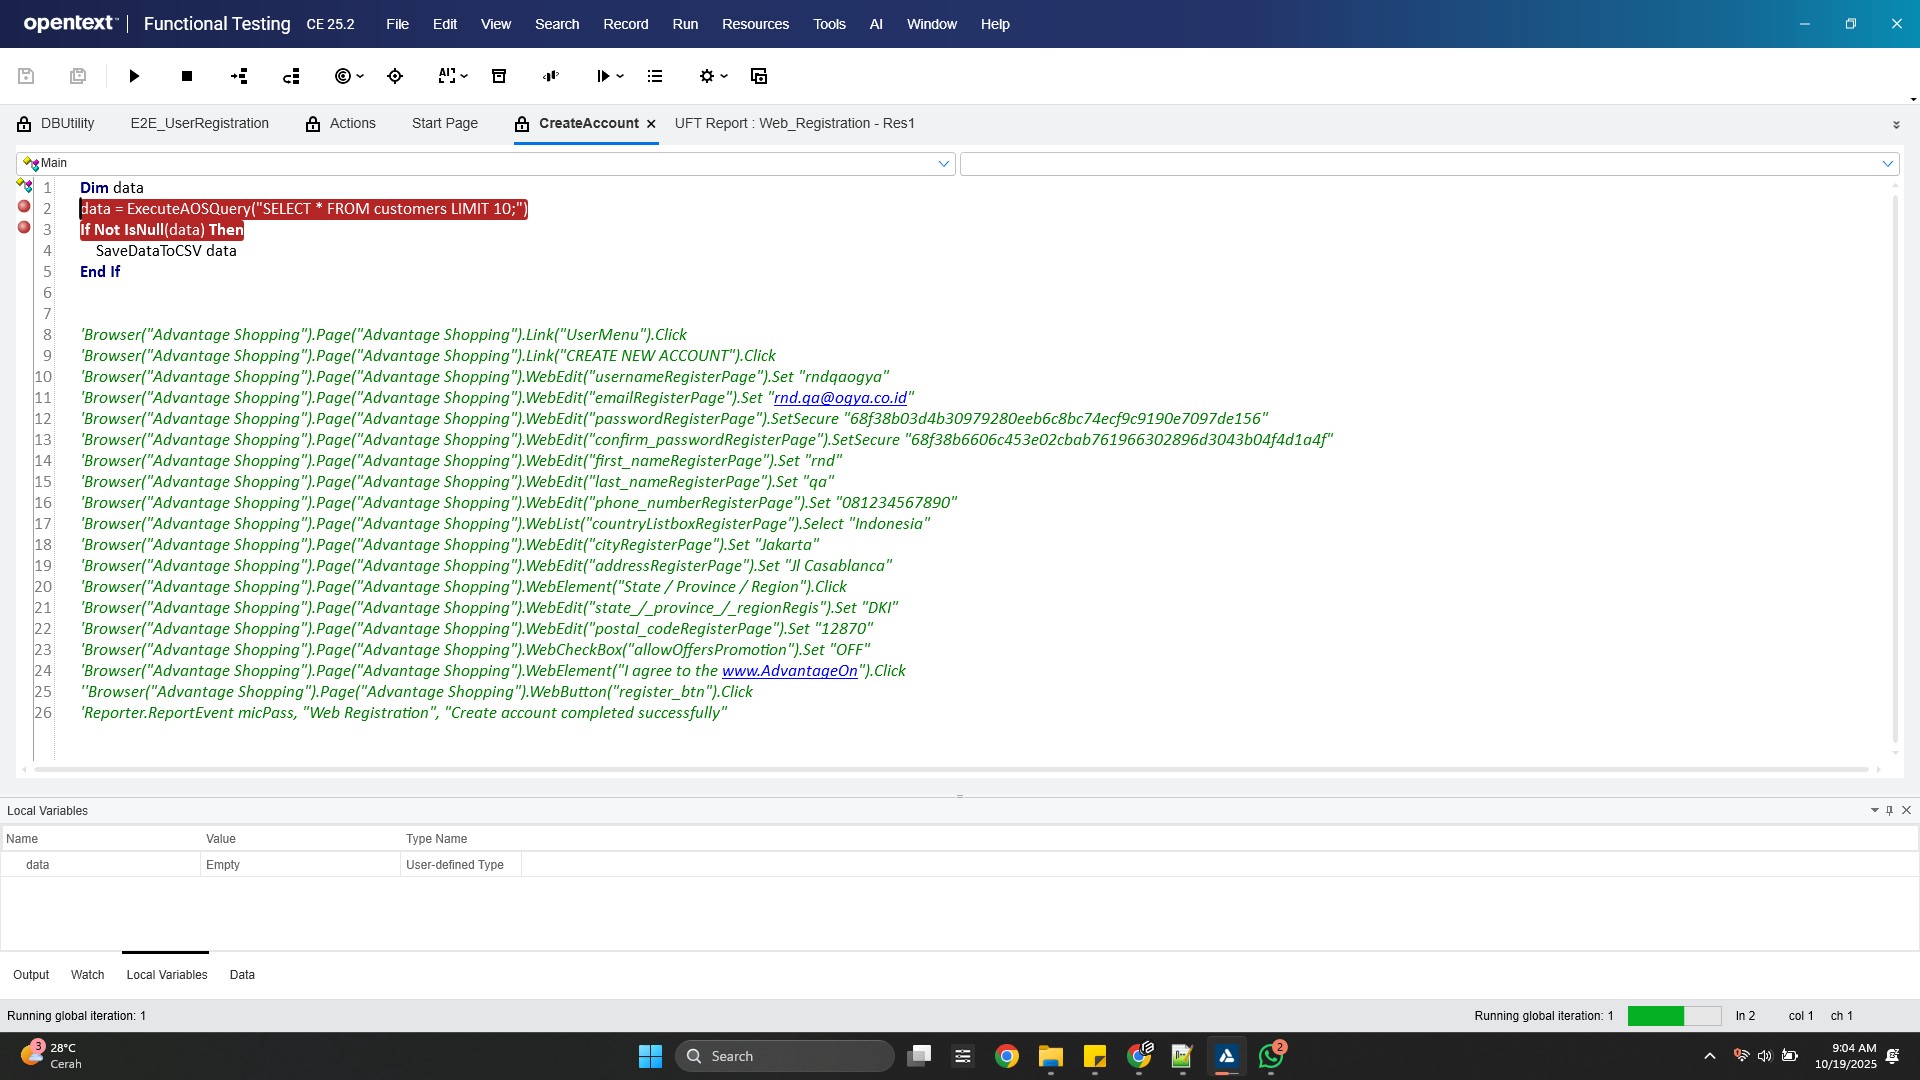 opentext™ | Functional Testing CE 25.2 File Edit View Search Record Run Resources Tools AI Window Help
AI
DBUtility E2E_UserRegistration Actions Start Page CreateAccount UFT Report : Web_Registration - Res1
Main
1 Dim data
2 data = ExecuteAOSQuery("SELECT * FROM customers LIMIT 10;")
3 If Not IsNull(data) Then
4 SaveDataToCSV data
5 End If
6
7
8 'Browser("Advantage Shopping").Page("Advantage Shopping").Link("UserMenu").Click
9 'Browser("Advantage Shopping").Page("Advantage Shopping").Link("CREATE NEW ACCOUNT").Click
10 'Browser("Advantage Shopping").Page("Advantage Shopping").WebEdit("usernameRegisterPage").Set "rndqaogya"
11 'Browser("Advantage Shopping").Page("Advantage Shopping").WebEdit("emailRegisterPage").Set "rnd.qa@ogya.co.id"
12 'Browser("Advantage Shopping").Page("Advantage Shopping").WebEdit("passwordRegisterPage").SetSecure "68f38b03d4b30979280eeb6c8bc74ecf9c9190e7097de156"
13 'Browser("Advantage Shopping").Page("Advantage Shopping").WebEdit("confirm_passwordRegisterPage").SetSecure "68f38b6606c453e02cbab761966302896d3043b04f4d1a4f"
14 'Browser("Advantage Shopping").Page("Advantage Shopping").WebEdit("first_nameRegisterPage").Set "rnd"
15 'Browser("Advantage Shopping").Page("Advantage Shopping").WebEdit("last_nameRegisterPage").Set "qa"
16 'Browser("Advantage Shopping").Page("Advantage Shopping").WebEdit("phone_numberRegisterPage").Set "081234567890"
17 'Browser("Advantage Shopping").Page("Advantage Shopping").WebList("countryListboxRegisterPage").Select "Indonesia"
18 'Browser("Advantage Shopping").Page("Advantage Shopping").WebEdit("cityRegisterPage").Set "Jakarta"
19 'Browser("Advantage Shopping").Page("Advantage Shopping").WebEdit("addressRegisterPage").Set "Jl Casablanca"
20 'Browser("Advantage Shopping").Page("Advantage Shopping").WebElement("State / Province / Region").Click
21 'Browser("Advantage Shopping").Page("Advantage Shopping").WebEdit("state_/_province_/_regionRegis").Set "DKI"
22 'Browser("Advantage Shopping").Page("Advantage Shopping").WebEdit("postal_codeRegisterPage").Set "12870"
23 'Browser("Advantage Shopping").Page("Advantage Shopping").WebCheckBox("allowOffersPromotion").Set "OFF"
24 'Browser("Advantage Shopping").Page("Advantage Shopping").WebElement("I agree to the www.AdvantageOn").Click
25 ''Browser("Advantage Shopping").Page("Advantage Shopping").WebButton("register_btn").Click
26 'Reporter.ReportEvent micPass, "Web Registration", "Create account completed successfully"
Local Variables
Name Value Type Name
data Empty User-defined Type
Output Watch Local Variables Data
Running global iteration: 1 Running global iteration: 1 ln 2 col 1 ch 1
3 28°C
Cerah
Search
2
9:04 AM
10/19/2025